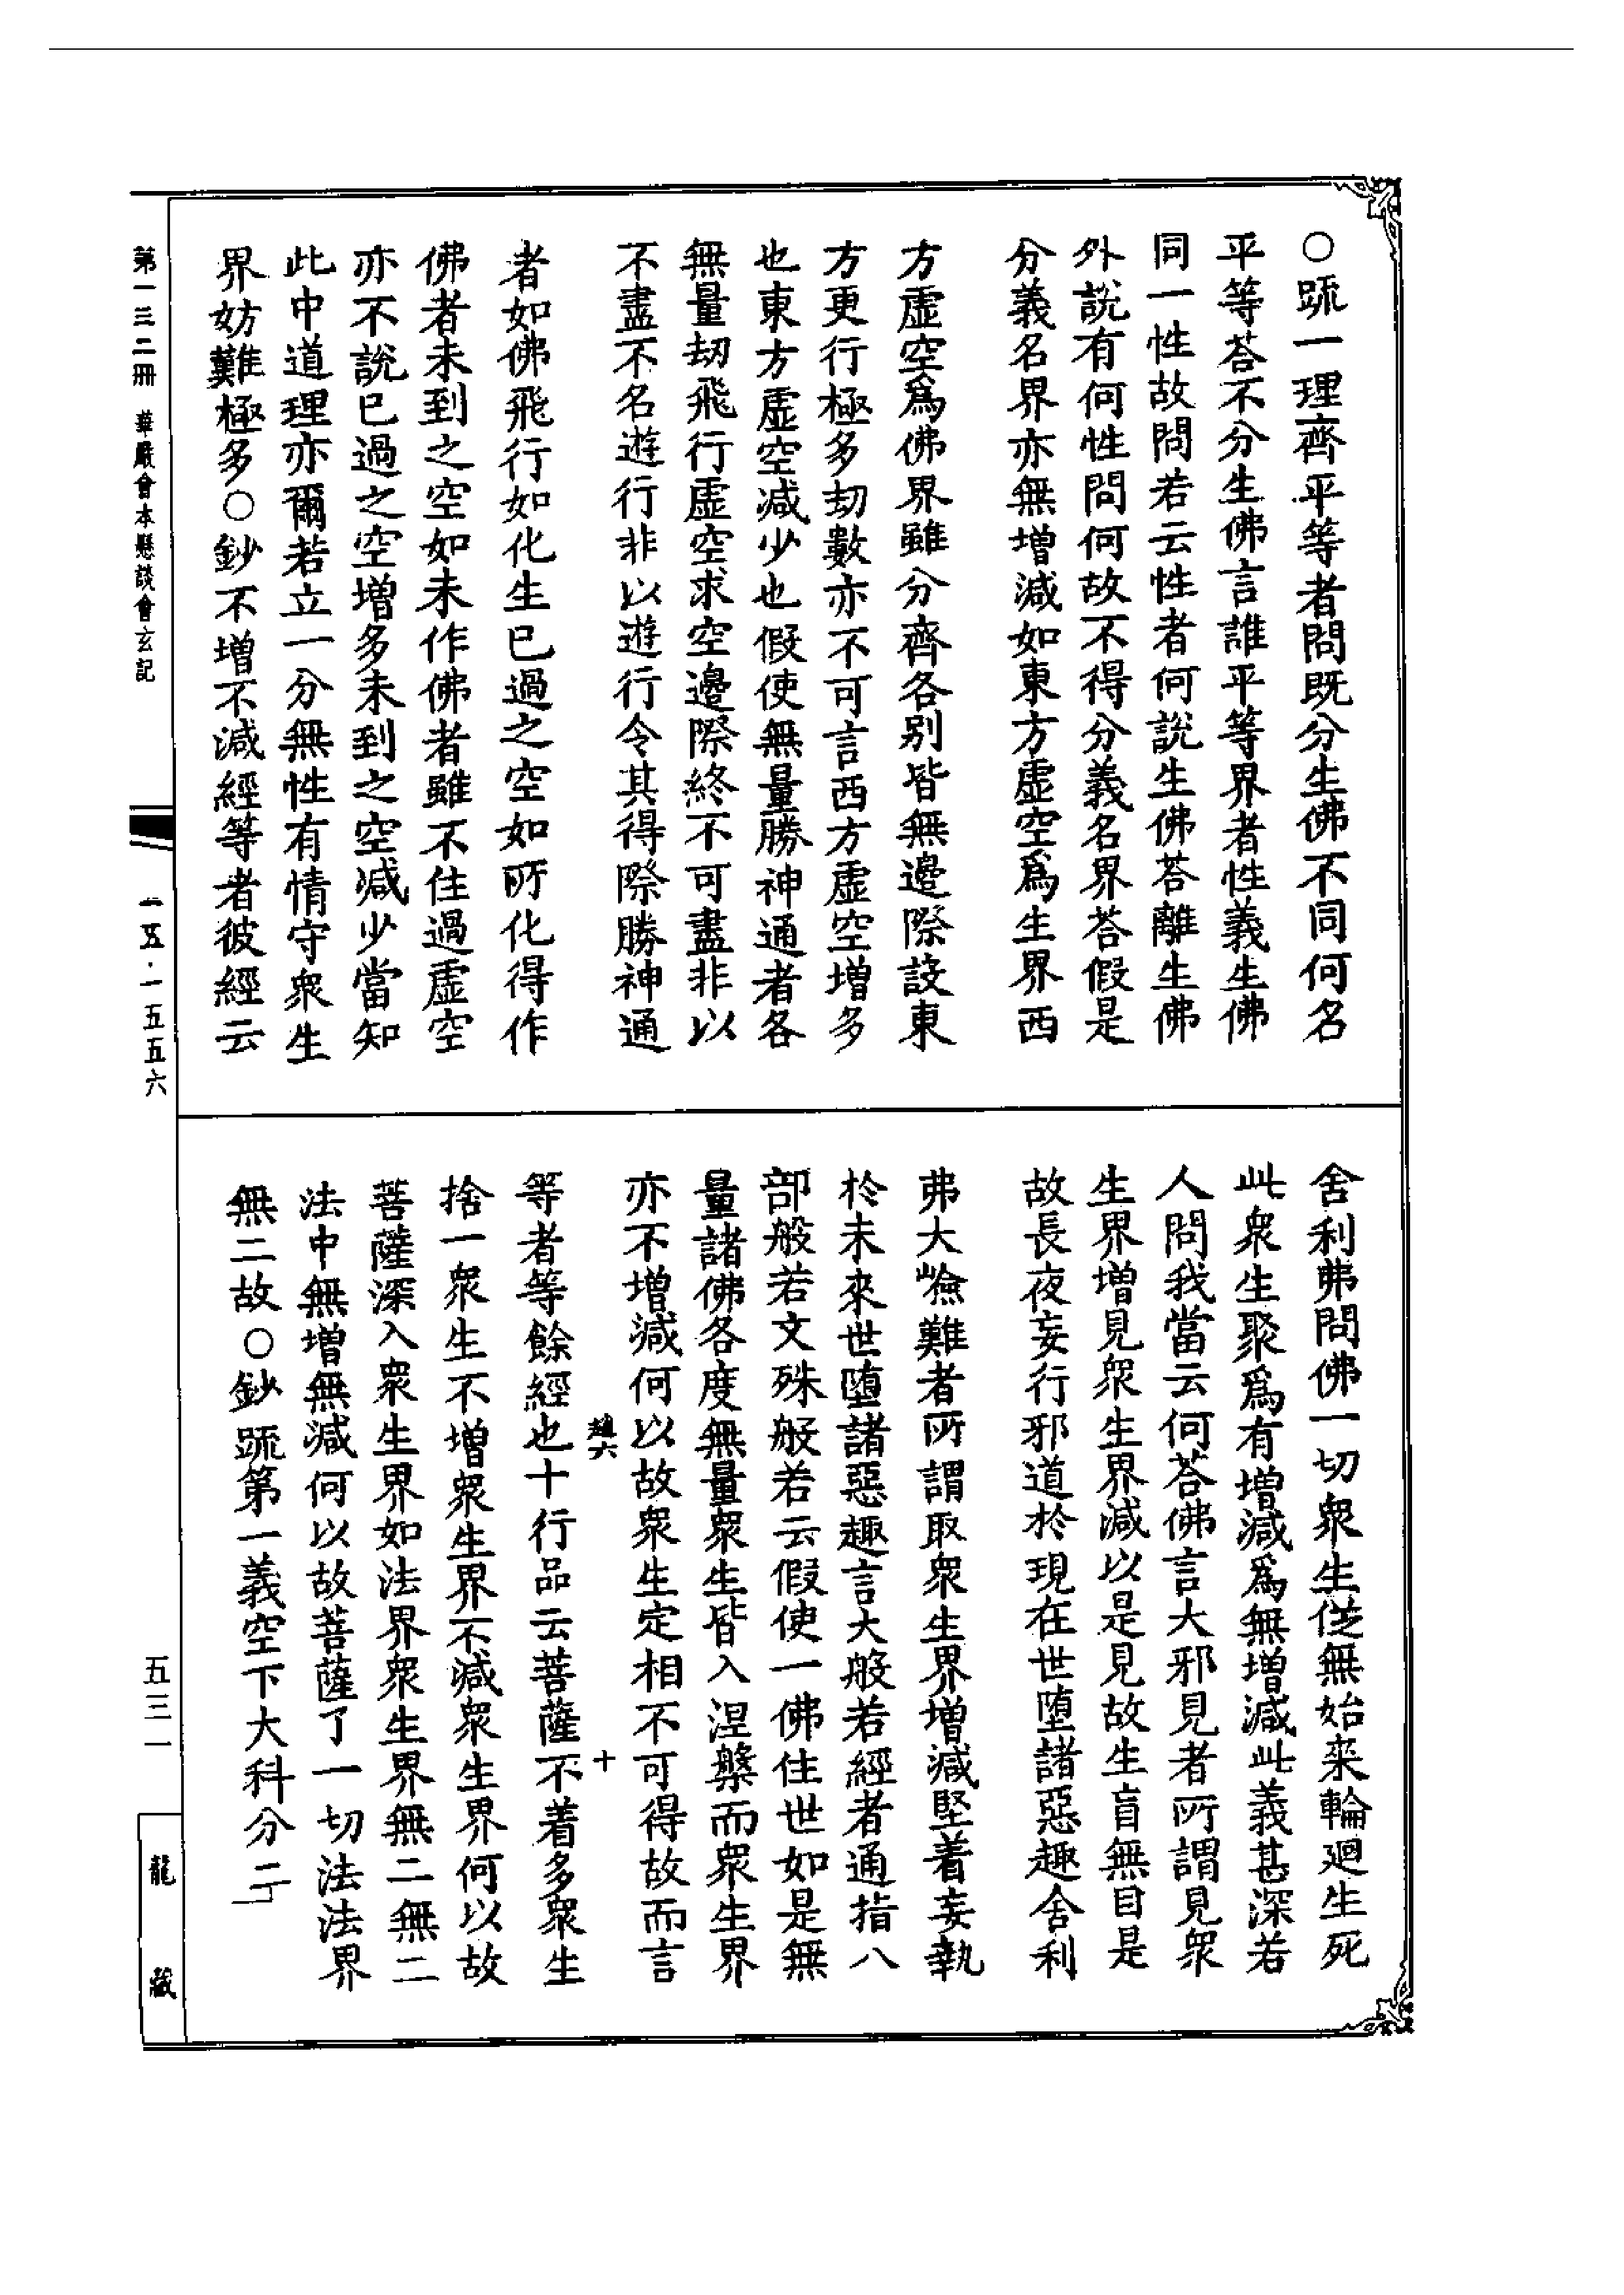 ○䟽一理齊平等者問既分生佛不同何名
平等荅不分生佛言誰平等界者性義生佛
同一性故問若云性者何說生佛荅離生佛
外說有何性問何故不得分義名界荅假是
分義名界亦無增減如東方虛空爲生界西
方虛空爲佛界雖分齊各别皆無邊際設東
方更行極多劫數亦不可言西方虛空增多
也東方虛空减少也假使無量勝神通者各
無量劫飛行虛空求空邊際終不可盡非以
不盡不名遊行非以遊行令其得際勝神通
者如佛飛行如化生已過之空如所化得作
佛者未到之空如未作佛者雖不住過虛空
亦不說已過之空增多未到之空減少當知
此中道理亦爾若立一分無性有情守衆生
界妨難極多○鈔不增不減經等者彼經云
舍利弗問佛一切衆生從無始來輪廻生死
此衆生聚爲有增減爲無增減此義甚深若
人問我當云何荅佛言大邪見者所謂見衆
生界增見衆生界減以是見故生盲無目是
故長夜妄行邪道於現在世墮諸惡趣舍利
弗大嶮難者所謂取衆生界增減堅着妄執
於未來世墮諸惡趣言大般若經者通指八
部般若文殊般若云假使一佛住世如是無
量諸佛各度無量衆生皆入涅槃而衆生界
亦不增減何以故衆生定相不可得故而言
趙六 十
等者等餘經也十行品云菩薩不着多衆生
捨一衆生不增衆生界不減衆生界何以故
菩薩深入衆生界如法界衆生界無二無二
法中無增無減何以故菩薩了一切法法界
無二故○鈔䟽第一義空下大科分二
第一三二冊 華嚴會本懸談會玄記
一五·一五五六
五三一
龍藏